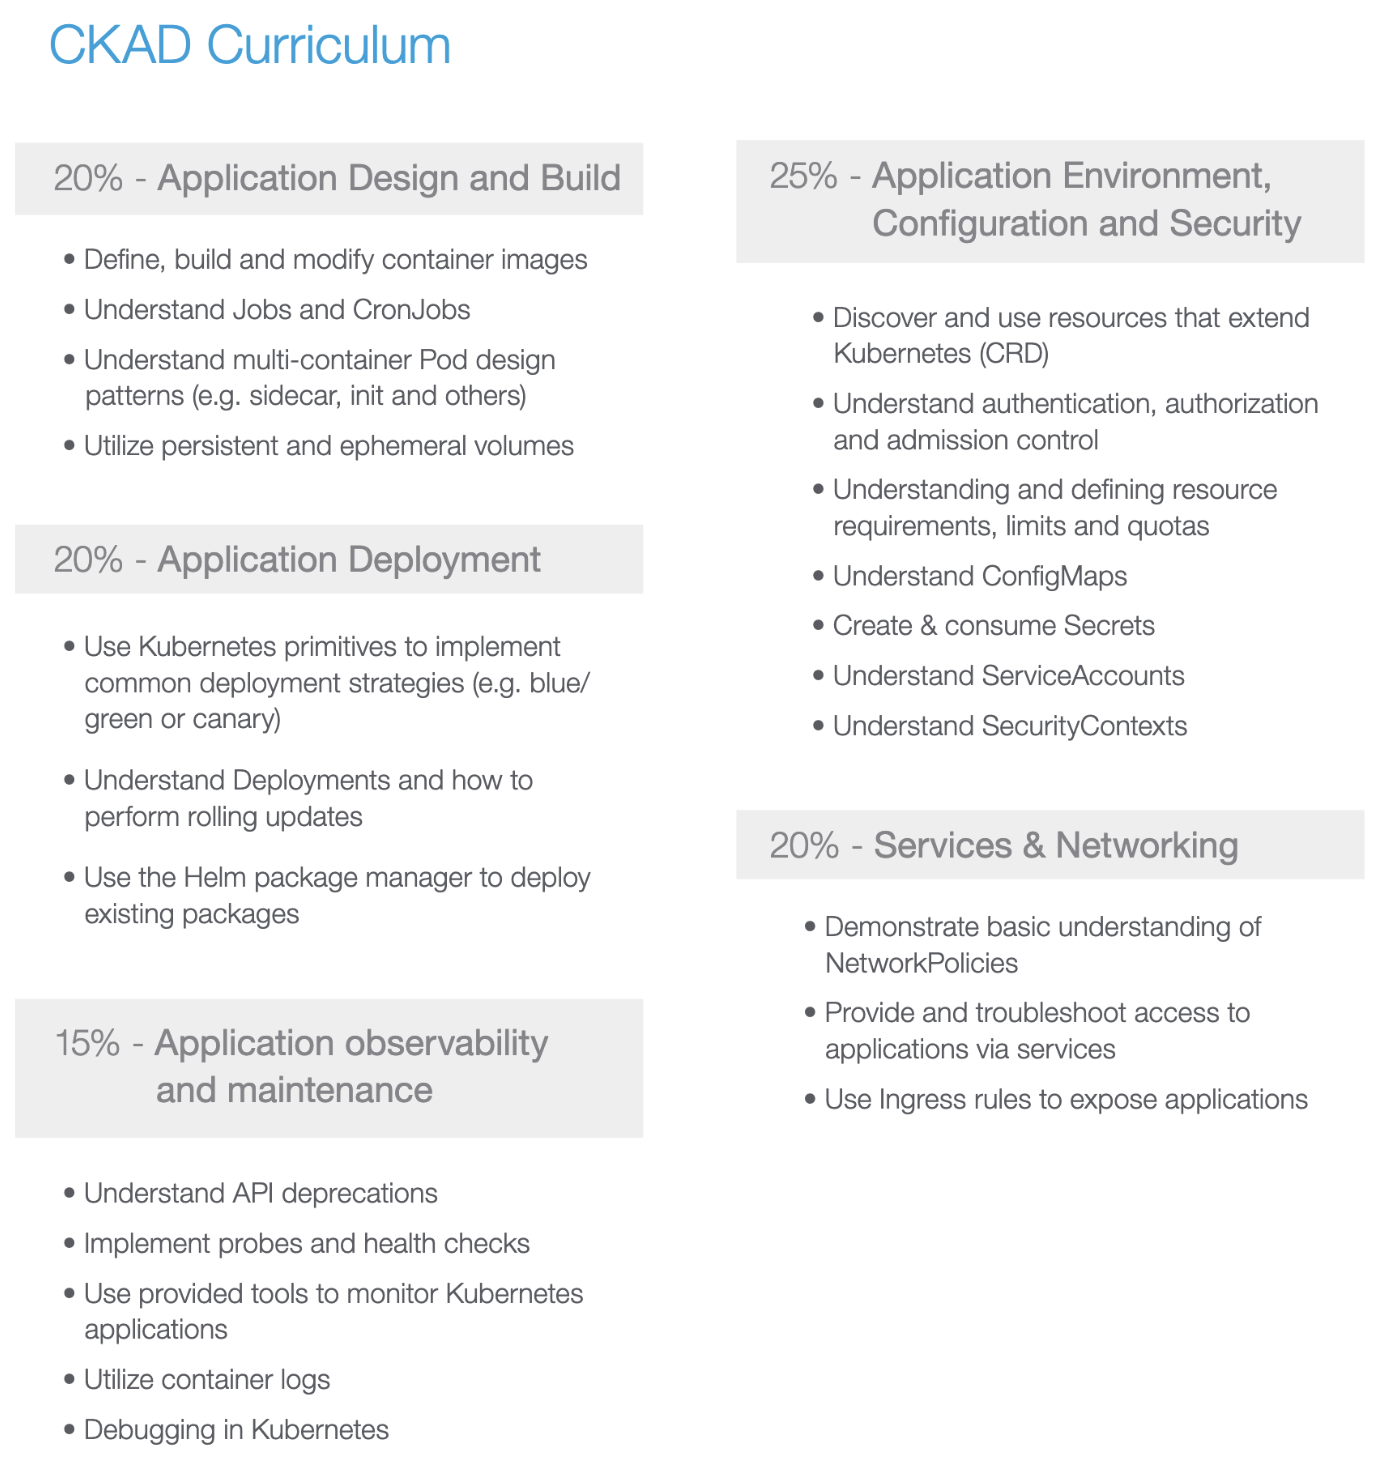 CKAD Curriculum
20% - Application Design and Build
• Define, build and modify container images
• Understand Jobs and CronJobs
• Understand multi-container Pod design
patterns (e.g. sidecar, init and others)
• Utilize persistent and ephemeral volumes
20% - Application Deployment
• Use Kubernetes primitives to implement
common deployment strategies (e.g. blue/
green or canary)
• Understand Deployments and how to
perform rolling updates
• Use the Helm package manager to deploy
existing packages
15% - Application observability
and maintenance
• Understand API deprecations
• Implement probes and health checks
• Use provided tools to monitor Kubernetes
applications
• Utilize container logs
• Debugging in Kubernetes
25% - Application Environment,
Configuration and Security
• Discover and use resources that extend
Kubernetes (CRD)
• Understand authentication, authorization
and admission control
• Understanding and defining resource
requirements, limits and quotas
• Understand ConfigMaps
• Create & consume Secrets
• Understand ServiceAccounts
• Understand SecurityContexts
20% - Services & Networking
• Demonstrate basic understanding of
NetworkPolicies
• Provide and troubleshoot access to
applications via services
• Use Ingress rules to expose applications